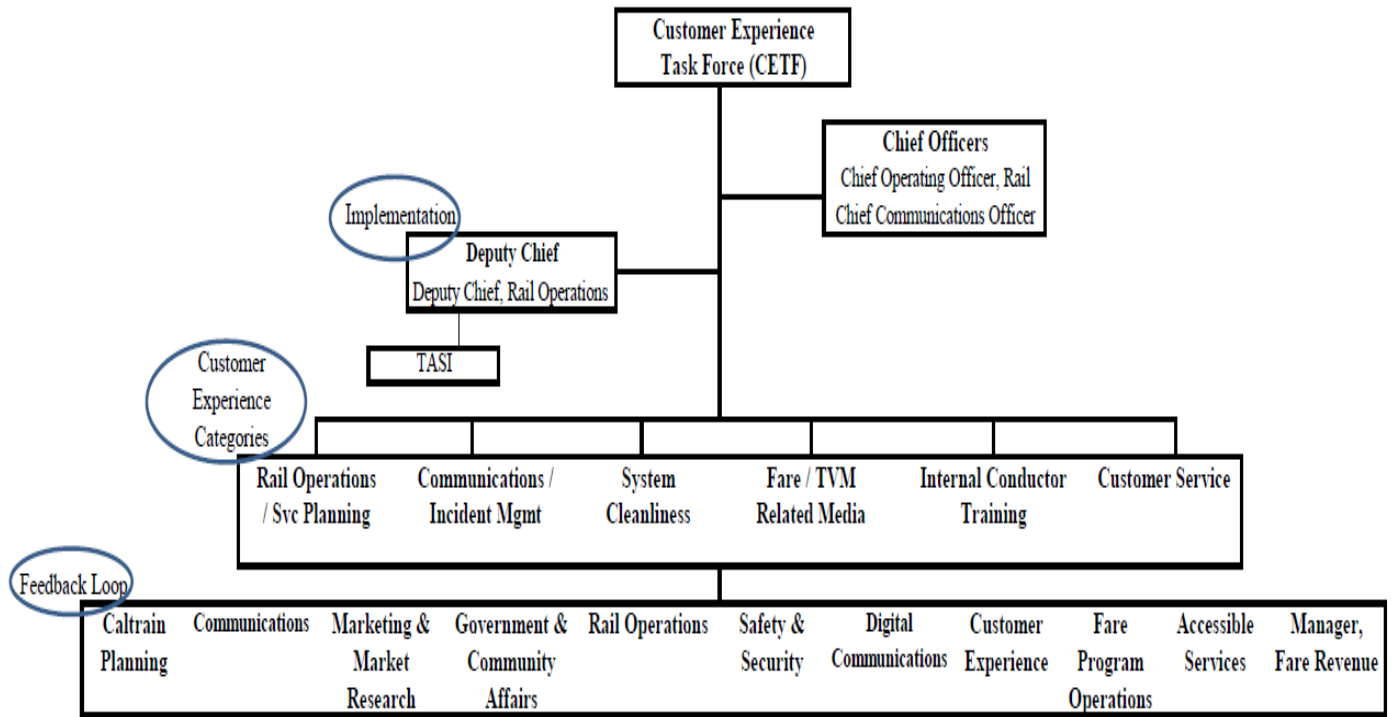 Customer Experience
Task Force (CETF)
Chief Officers
Chief Operating Officer, Rail
Chief Communications Officer
Implementation
Deputy Chief
Deputy Chief, Rail Operations
TASI
Customer
Experience
Categories
Rail Operations
/ Svc Planning
Communications /
Incident Mgmt
System
Cleanliness
Fare / TVM
Related Media
Internal Conductor
Training
Customer Service
Feedback Loop
Caltrain
Planning
Communications
Marketing &
Market
Research
Government &
Community
Affairs
Rail Operations
Safety &
Security
Digital
Communications
Customer
Experience
Fare
Program
Operations
Accessible
Services
Manager,
Fare Revenue